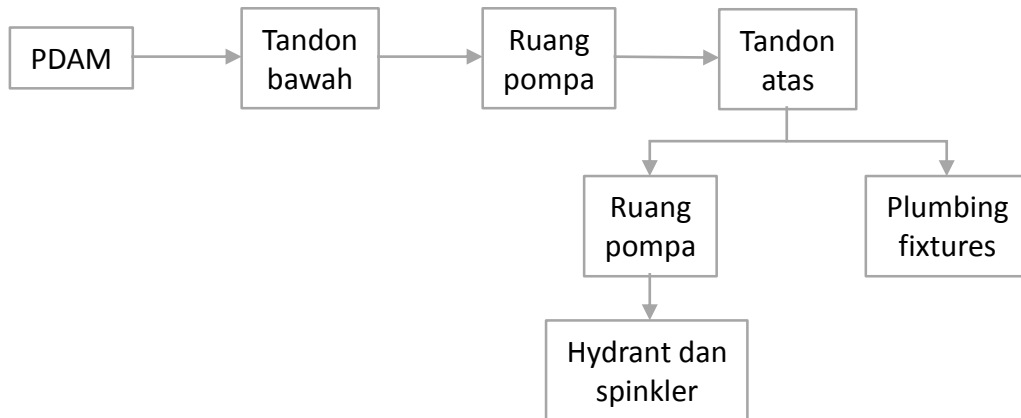 PDAM
Tandon
bawah
Ruang
pompa
Tandon
atas
Ruang
pompa
Plumbing
fixtures
Hydrant dan
spinkler